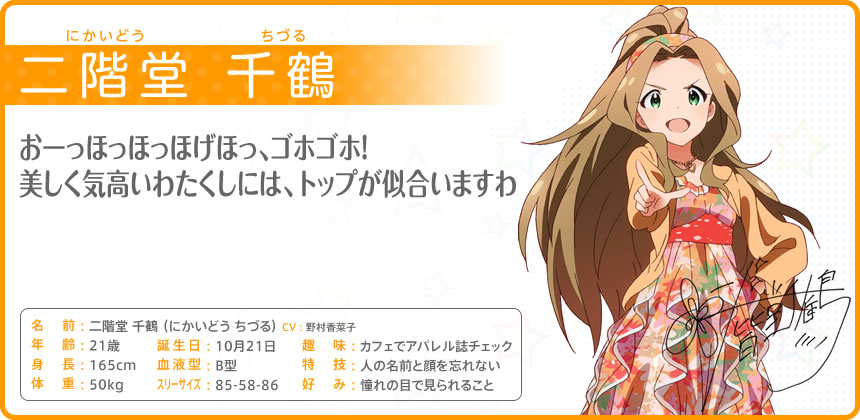 にかいどう ちづる
二階堂 千鶴
おーっほっほっほげほっ、ゴホゴホ!
美しく気高いわたくしには、トップが似合いますわ
名 前：二階堂 千鶴 (にかいどう ちづる) CV：野村香菜子
年 齢：21歳 誕生日：10月21日 趣 味：カフェでアパレル誌チェック
身 長：165cm 血液型：B型 特 技：人の名前と顔を忘れない
体 重：50kg スリーサイズ：85-58-86 好 み：憧れの目で見られること